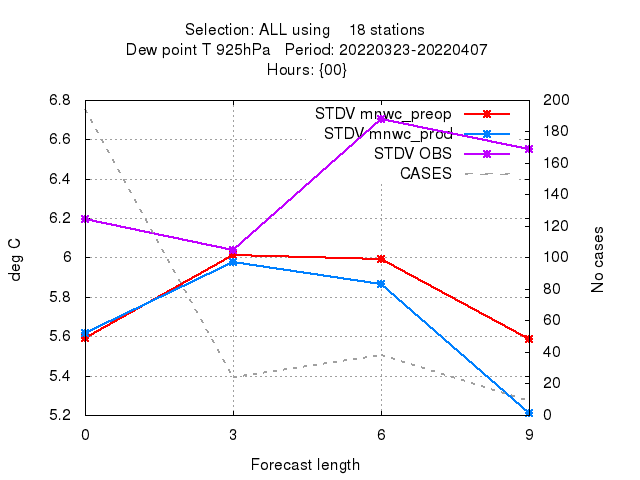 Selection: ALL using    18 stations
Dew point T 925hPa   Period: 20220323-20220407
Hours: {00}
STDV mnwc_preop
STDV mnwc_prod
STDV OBS
CASES
6.8
6.6
6.4
6.2
6
5.8
5.6
5.4
5.2
200
180
160
140
120
100
80
60
40
20
0
deg C
No cases
0 3 6 9
Forecast length